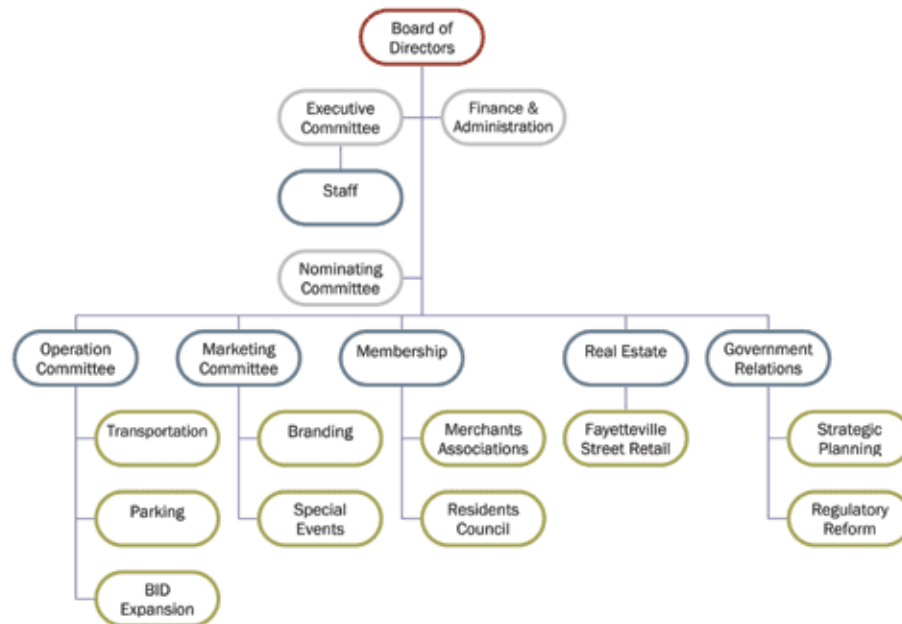 Board of
Directors
Executive
Committee
Finance &
Administration
Staff
Nominating
Committee
Operation
Committee
Marketing
Committee
Membership
Real Estate
Government
Relations
Transportation
Branding
Merchants
Associations
Fayetteville
Street Retail
Strategic
Planning
Parking
Special
Events
Residents
Council
Regulatory
Reform
BID
Expansion